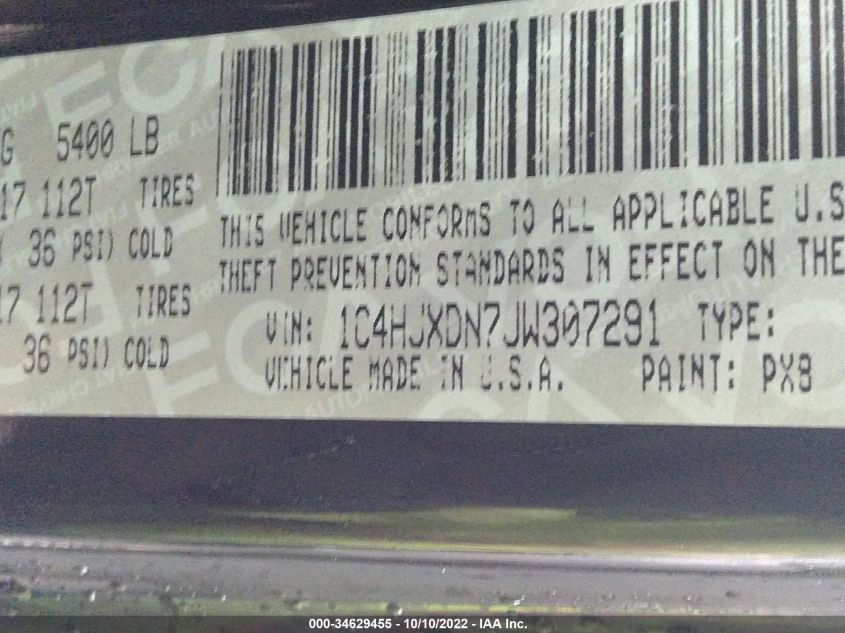 G 5400 LB
17 112T TIRES
36 PSI) COLD
17 112T TIRES
36 PSI) COLD
THIS VEHICLE CONFORMS TO ALL APPLICABLE U.S
THEFT PREVENTION STANDARDS IN EFFECT ON THE
VIN: 1C4HJXDN7JW307291 TYPE:
VEHICLE MADE IN U.S.A. PAINT: PX8
000-34629455 - 10/10/2022 - IAA Inc.